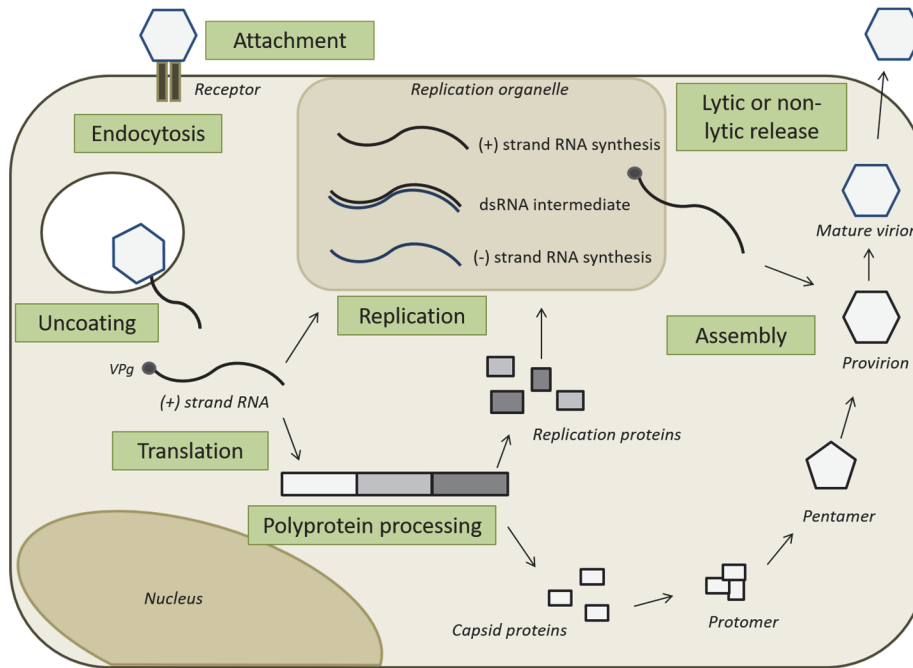 Attachment
Receptor
Replication organelle
Lytic or non-
lytic release
Endocytosis
(+) strand RNA synthesis
dsRNA intermediate
(-) strand RNA synthesis
Mature virion
Uncoating
Replication
Assembly
VPg
(+) strand RNA
Provirion
Translation
Replication proteins
Polyprotein processing
Pentamer
Nucleus
Capsid proteins
Protomer